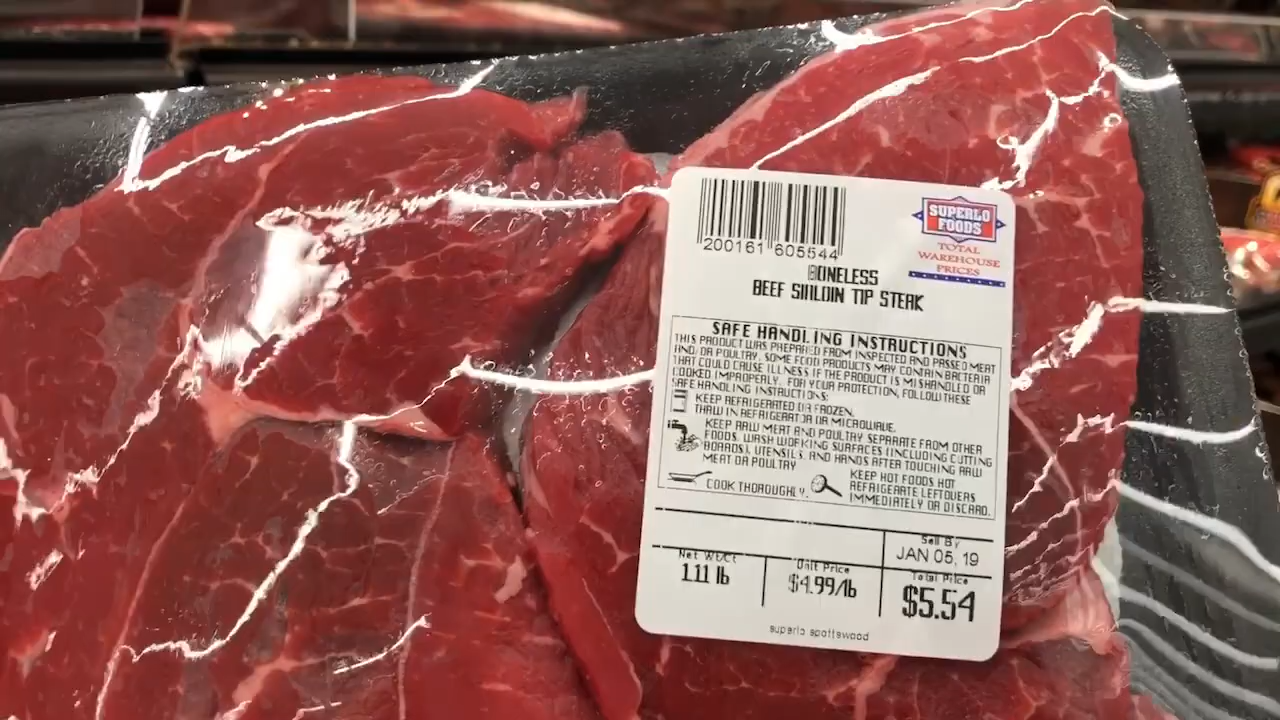 200161 605544
SUPERLO
FOODS
TOTAL
WAREHOUSE
PRICES
BONELESS
BEEF SIRLOIN TIP STEAK
SAFE HANDLING INSTRUCTIONS
THIS PRODUCT WAS PREPARED FROM INSPECTED AND PASSED MEAT
AND/OR POULTRY. SOME FOOD PRODUCTS MAY CONTAIN BACTERIA
THAT COULD CAUSE ILLNESS IF THE PRODUCT IS MISHANDLED OR
COOKED IMPROPERLY. FOR YOUR PROTECTION, FOLLOW THESE
SAFE HANDLING INSTRUCTIONS:
KEEP REFRIGERATED OR FROZEN.
THAW IN REFRIGERATOR OR MICROWAVE.
KEEP RAW MEAT AND POULTRY SEPARATE FROM OTHER
FOODS. WASH WORKING SURFACES (INCLUDING CUTTING
BOARDS), UTENSILS, AND HANDS AFTER TOUCHING RAW
MEAT OR POULTRY
COOK THOROUGHLY.
KEEP HOT FOODS HOT
REFRIGERATE LEFTOVERS
IMMEDIATELY OR DISCARD.
Sell By
JAN 05, 19
Net Wt/Ct
1.11 lb
Unit Price
$4.99/lb
Total Price
$5.54
superlo spottswood